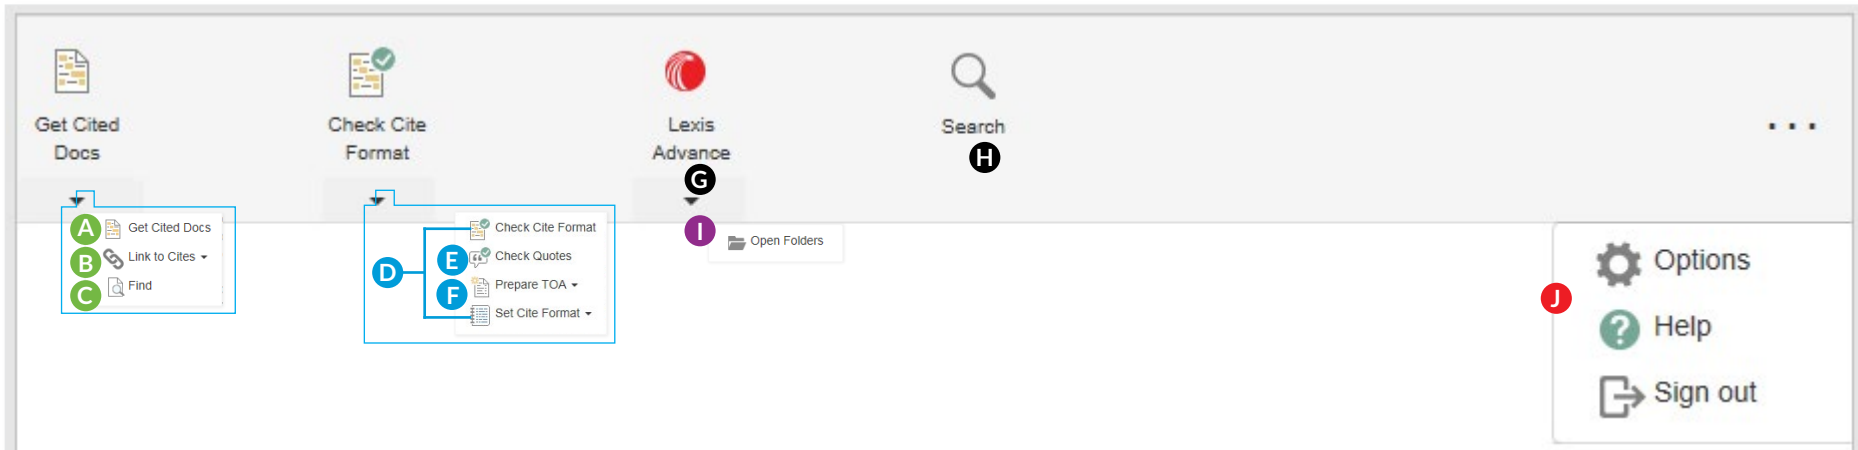 Get Cited
Docs
Check Cite
Format
Lexis
Advance
Search
...
G
H
A Get Cited Docs
B Link to Cites
C Find
D
Check Cite Format
E Check Quotes
F Prepare TOA
Set Cite Format
I Open Folders
J
Options
Help
Sign out